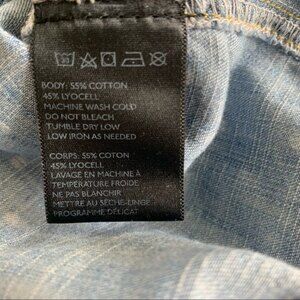 BODY: 55% COTTON
45% LYOCELL
MACHINE WASH COLD
DO NOT BLEACH
TUMBLE DRY LOW
LOW IRON AS NEEDED
CORPS: 55% COTON
45% LYOCELL
LAVAGE EN MACHINE À
TEMPÉRATURE FROIDE
NE PAS BLANCHIR
METTRE AU SÈCHE-LINGE
PROGRAMME DÉLICAT